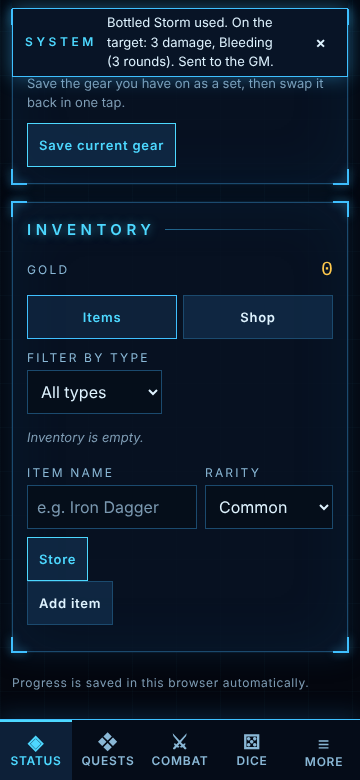 SYSTEM
Bottled Storm used. On the
target: 3 damage, Bleeding
(3 rounds). Sent to the GM.
×
Save the gear you have on as a set, then swap it
back in one tap.
Save current gear
INVENTORY
GOLD 0
Items Shop
FILTER BY TYPE
All types
Inventory is empty.
ITEM NAME RARITY
e.g. Iron Dagger Common
Store
Add item
Progress is saved in this browser automatically.
STATUS QUESTS COMBAT DICE MORE